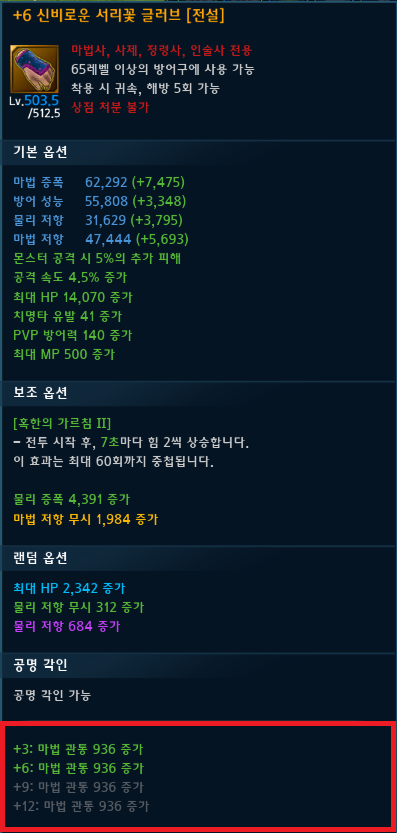 +6 신비로운 서리꽃 글러브 [전설]
마법사, 사제, 정령사, 인술사 전용
65레벨 이상의 방어구에 사용 가능
착용 시 귀속, 해방 5회 가능
상점 처분 불가
Lv.503.5
/512.5
기본 옵션
마법 증폭 62,292 (+7,475)
방어 성능 55,808 (+3,348)
물리 저항 31,629 (+3,795)
마법 저항 47,444 (+5,693)
몬스터 공격 시 5%의 추가 피해
공격 속도 4.5% 증가
최대 HP 14,070 증가
치명타 유발 41 증가
PVP 방어력 140 증가
최대 MP 500 증가
보조 옵션
[혹한의 가르침 II]
- 전투 시작 후, 7초마다 힘 2씩 상승합니다.
이 효과는 최대 60회까지 중첩됩니다.
물리 증폭 4,391 증가
마법 저항 무시 1,984 증가
랜덤 옵션
최대 HP 2,342 증가
물리 저항 무시 312 증가
물리 저항 684 증가
공명 각인
공명 각인 가능
+3: 마법 관통 936 증가
+6: 마법 관통 936 증가
+9: 마법 관통 936 증가
+12: 마법 관통 936 증가